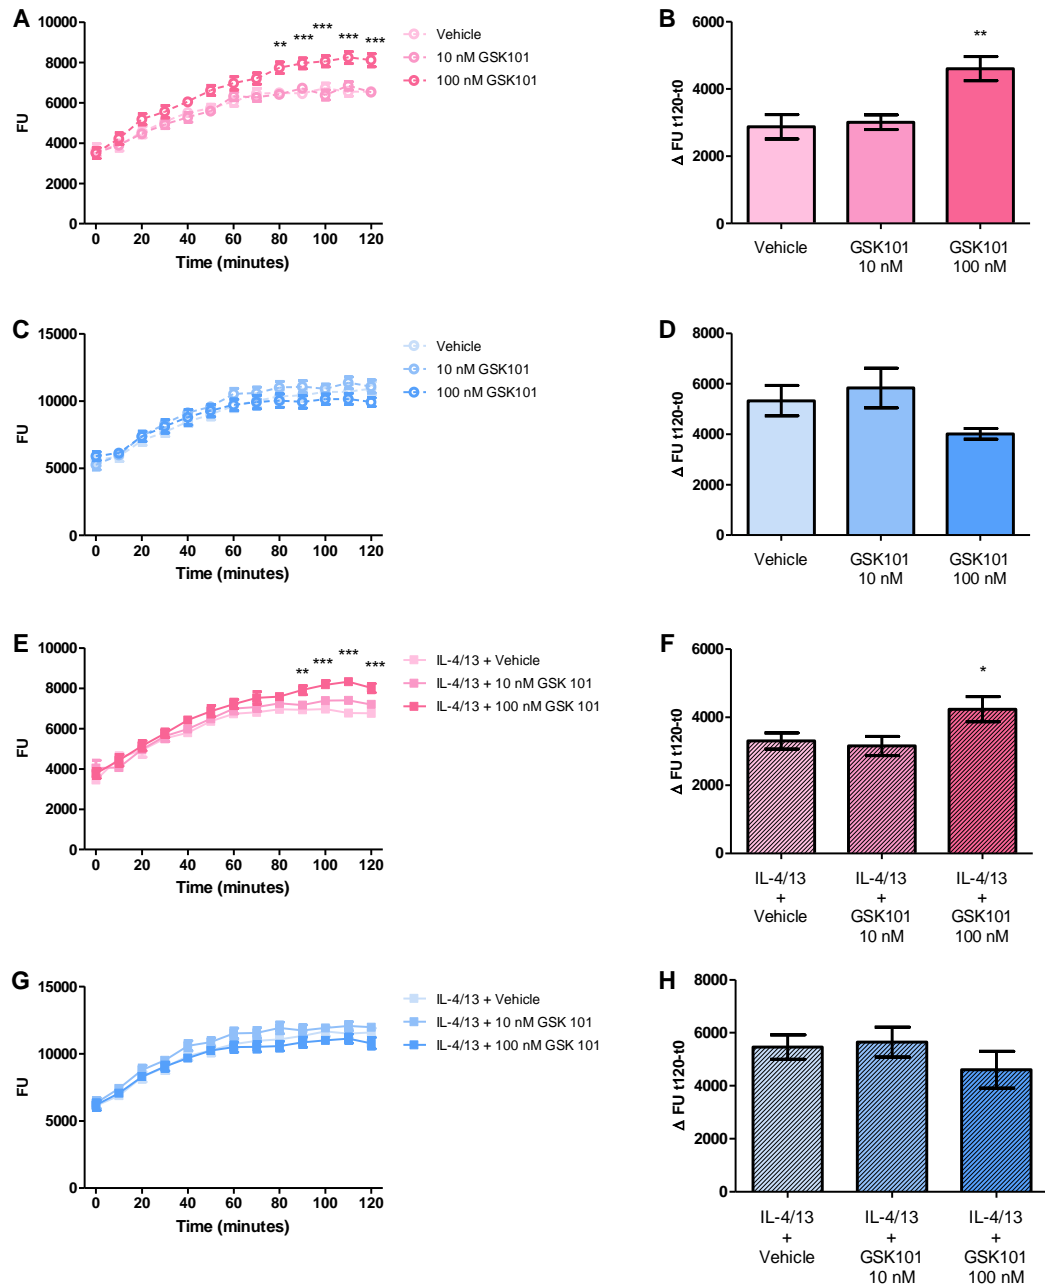 A
10000
8000
6000
4000
2000
0
FU
0 20 40 60 80 100 120
Time (minutes)
** *** *** *** ***
Vehicle
10 nM GSK101
100 nM GSK101
B
6000
4000
2000
0
Δ FU t120-t0
**
Vehicle
GSK101
10 nM
GSK101
100 nM
C
15000
10000
5000
0
FU
0 20 40 60 80 100 120
Time (minutes)
Vehicle
10 nM GSK101
100 nM GSK101
D
8000
6000
4000
2000
0
Δ FU t120-t0
Vehicle
GSK101
10 nM
GSK101
100 nM
E
10000
8000
6000
4000
2000
0
FU
0 20 40 60 80 100 120
Time (minutes)
** *** *** ***
IL-4/13 + Vehicle
IL-4/13 + 10 nM GSK 101
IL-4/13 + 100 nM GSK 101
F
6000
4000
2000
0
Δ FU t120-t0
*
IL-4/13
+
Vehicle
IL-4/13
+
GSK101
10 nM
IL-4/13
+
GSK101
100 nM
G
15000
10000
5000
0
FU
0 20 40 60 80 100 120
Time (minutes)
IL-4/13 + Vehicle
IL-4/13 + 10 nM GSK 101
IL-4/13 + 100 nM GSK 101
H
8000
6000
4000
2000
0
Δ FU t120-t0
IL-4/13
+
Vehicle
IL-4/13
+
GSK101
10 nM
IL-4/13
+
GSK101
100 nM